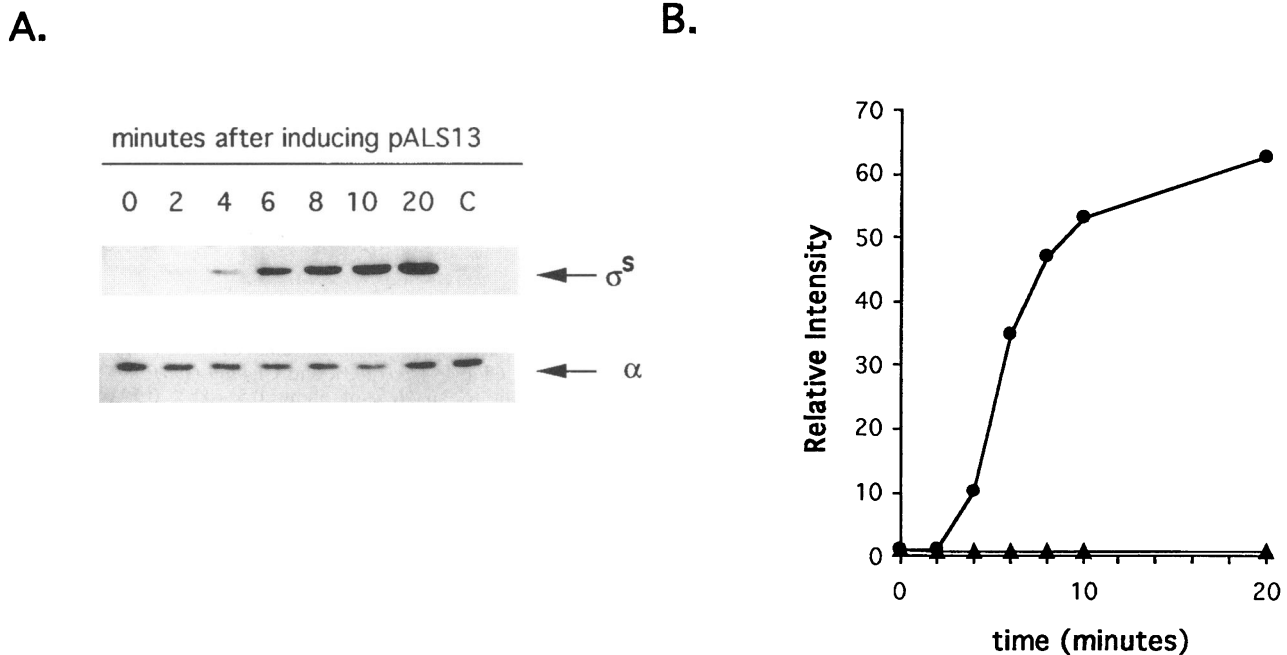 A.
minutes after inducing pALS13
0 2 4 6 8 10 20 C
σˢ
α
B.
Relative Intensity
70
60
50
40
30
20
10
0
0 10 20
time (minutes)